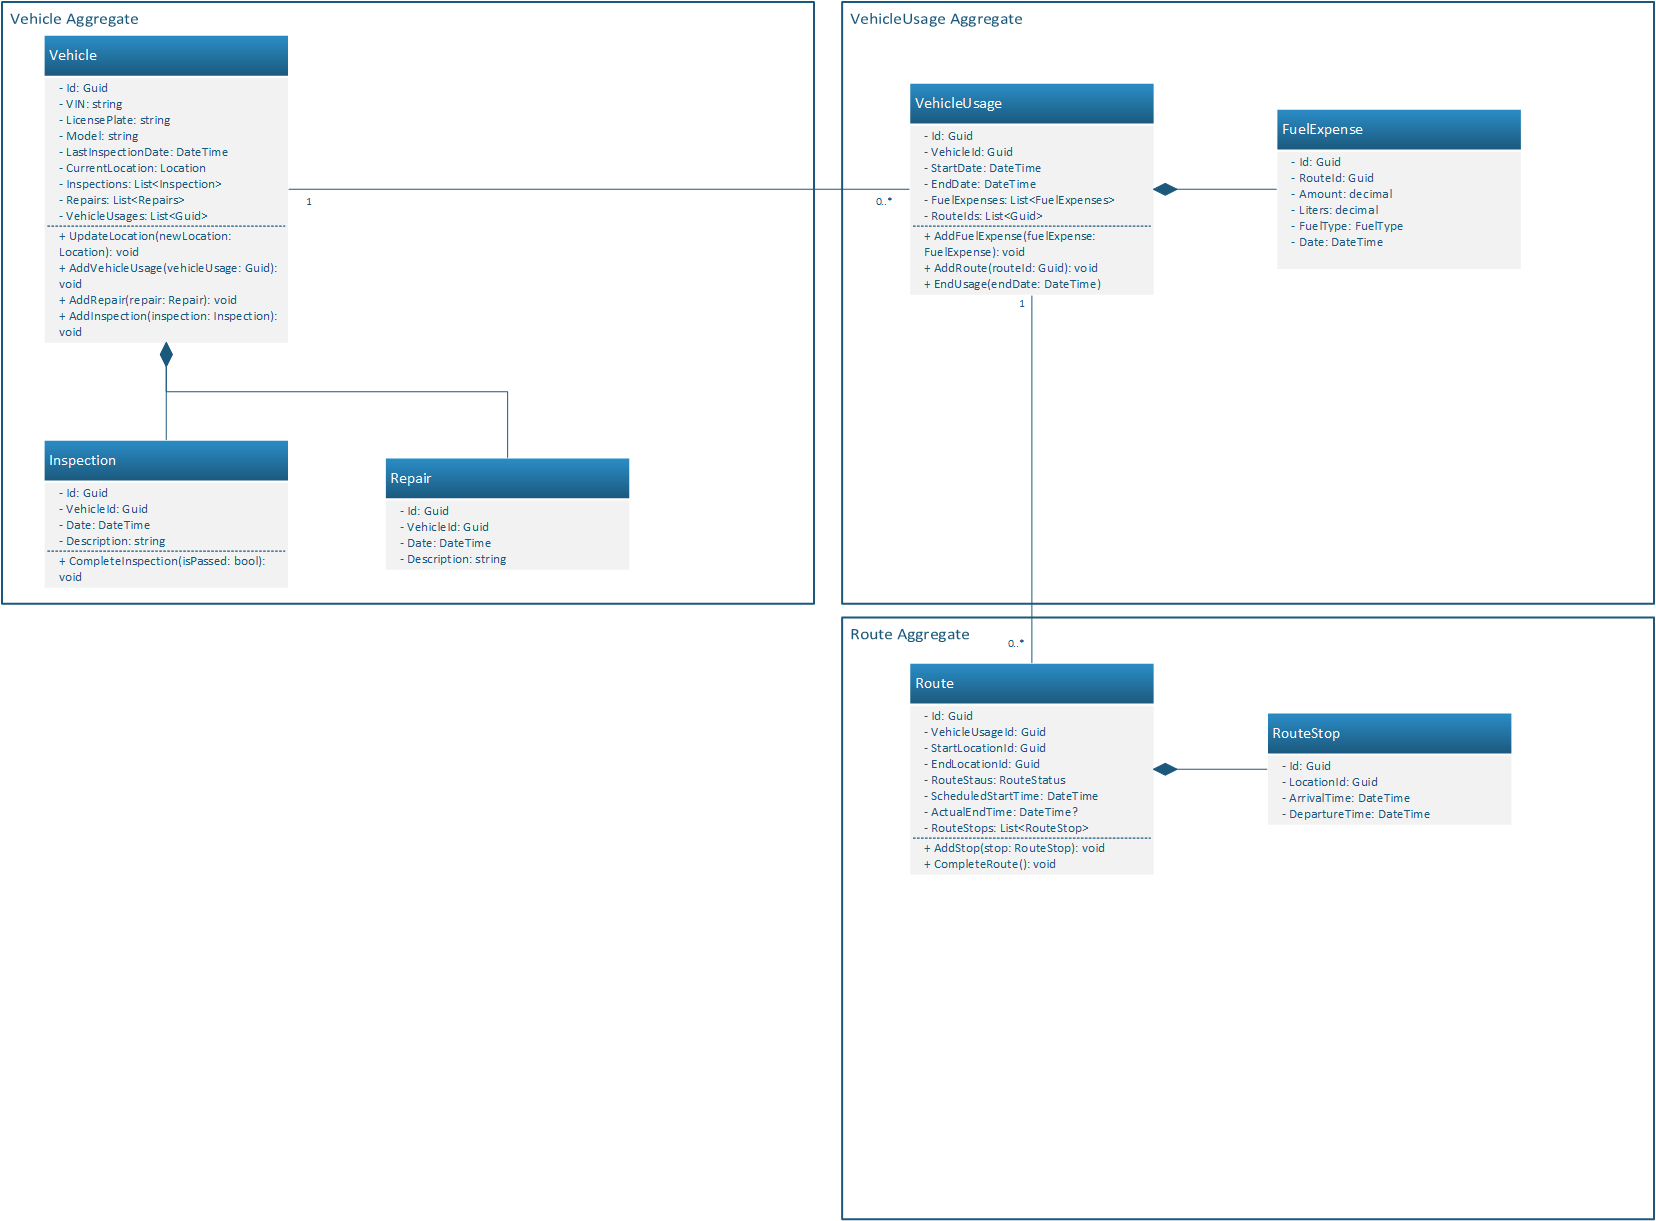 Vehicle Aggregate
Vehicle
- Id: Guid
- VIN: string
- LicensePlate: string
- Model: string
- LastInspectionDate: DateTime
- CurrentLocation: Location
- Inspections: List<Inspection>
- Repairs: List<Repairs>
- VehicleUsages: List<Guid>
+ UpdateLocation(newLocation:
Location): void
+ AddVehicleUsage(vehicleUsage: Guid):
void
+ AddRepair(repair: Repair): void
+ AddInspection(inspection: Inspection):
void
1
0..*
Inspection
- Id: Guid
- VehicleId: Guid
- Date: DateTime
- Description: string
+ CompleteInspection(isPassed: bool):
void
Repair
- Id: Guid
- VehicleId: Guid
- Date: DateTime
- Description: string
VehicleUsage Aggregate
VehicleUsage
- Id: Guid
- VehicleId: Guid
- StartDate: DateTime
- EndDate: DateTime
- FuelExpenses: List<FuelExpenses>
- RouteIds: List<Guid>
+ AddFuelExpense(fuelExpense:
FuelExpense): void
+ AddRoute(routeId: Guid): void
+ EndUsage(endDate: DateTime)
FuelExpense
- Id: Guid
- RouteId: Guid
- Amount: decimal
- Liters: decimal
- FuelType: FuelType
- Date: DateTime
1
0..*
Route Aggregate
Route
- Id: Guid
- VehicleUsageId: Guid
- StartLocationId: Guid
- EndLocationId: Guid
- RouteStaus: RouteStatus
- ScheduledStartTime: DateTime
- ActualEndTime: DateTime?
- RouteStops: List<RouteStop>
+ AddStop(stop: RouteStop): void
+ CompleteRoute(): void
RouteStop
- Id: Guid
- LocationId: Guid
- ArrivalTime: DateTime
- DepartureTime: DateTime